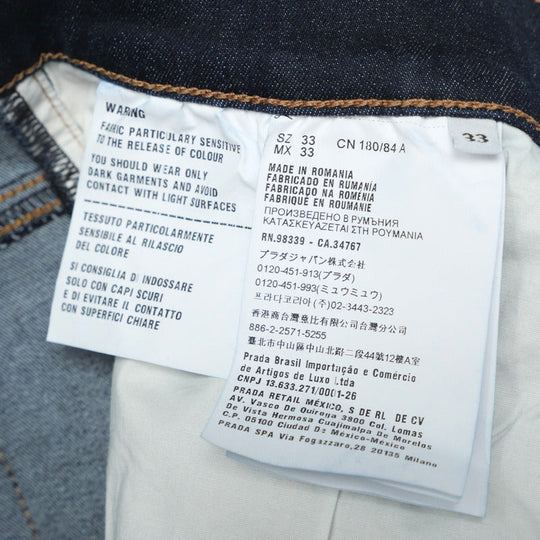 WARNG
FABRIC PARTICULARY SENSITIVE
TO THE RELEASE OF COLOUR
YOU SHOULD WEAR ONLY
DARK GARMENTS AND AVOID
CONTACT WITH LIGHT SURFACES
TESSUTO PARTICOLARMENTE
SENSIBILE AL RILASCIO
DEL COLORE
SI CONSIGLIA DI INDOSSARE
SOLO CON CAPI SCURI
E DI EVITARE IL CONTATTO
CON SUPERFICI CHIARE
SZ 33 CN 180/84 A
MX 33
MADE IN ROMANIA
FABRICADO EN RUMANIA
FABRICADO NA ROMÉNIA
FABRIQUÉ EN ROUMANIE
ПРОИЗВЕДЕНО В РУМЪНИЯ
ΚΑΤΑΣΚΕΥΑΖΕΤΑΙ ΣΤΗ ΡΟΥΜΑΝΙΑ
RN.98339 - CA.34767
プラダジャパン株式会社
0120-451-913(プラダ)
0120-451-993(ミュウミュウ)
프라다코리아(주) 02-3443-2323
香港商台灣意比有限公司台灣分公司
886-2-2571-5255
臺北市中山區中山北路二段44號12樓A室
Prada Brasil Importação e Comércio
de Artigos de Luxo Ltda
CNPJ 13.633.271/0001-26
PRADA RETAIL MÉXICO, S DE RL DE CV
AV. Vasco De Quiroga 3800 Col. Lomas
De Vista Hermosa Cuajimalpa De Morelos
C.P. 05100 Ciudad De México-México
PRADA SPA Via Fogazzaro, 28 20135 Milano
33